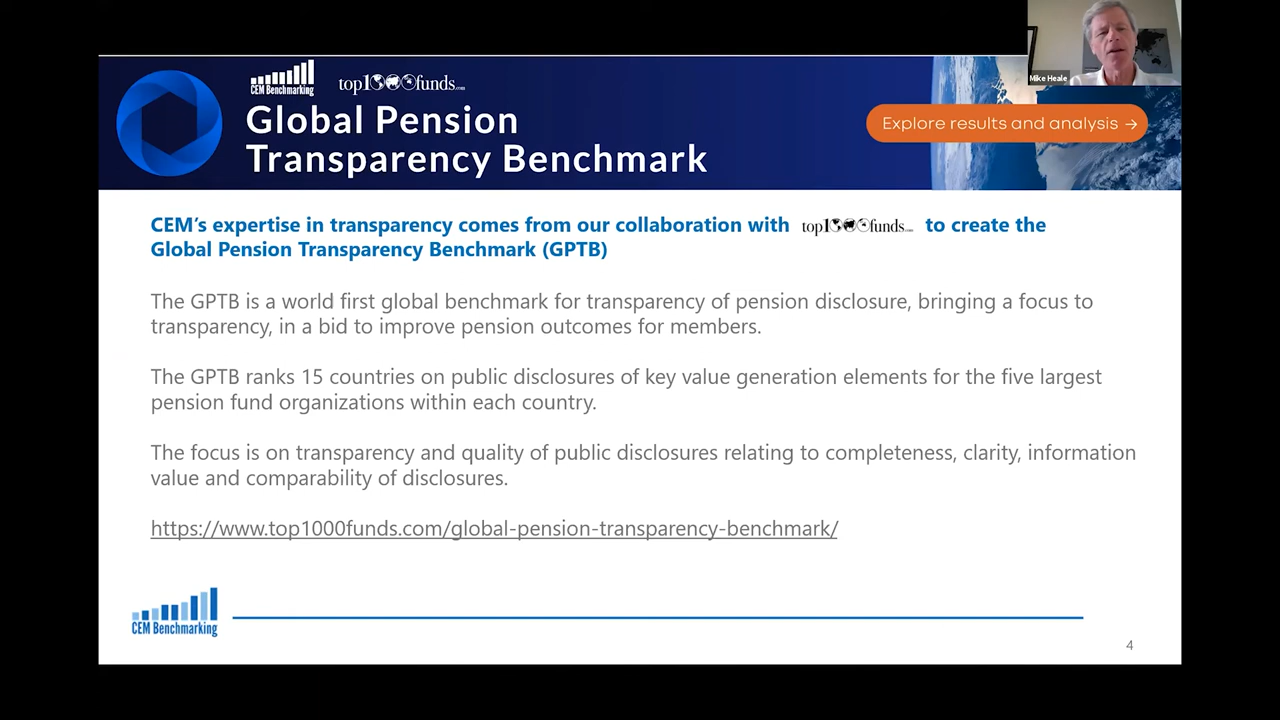 Mike Heale
CEM Benchmarking
top1000funds.com
Global Pension
Transparency Benchmark
Explore results and analysis →
CEM's expertise in transparency comes from our collaboration with top1000funds.com to create the
Global Pension Transparency Benchmark (GPTB)
The GPTB is a world first global benchmark for transparency of pension disclosure, bringing a focus to
transparency, in a bid to improve pension outcomes for members.
The GPTB ranks 15 countries on public disclosures of key value generation elements for the five largest
pension fund organizations within each country.
The focus is on transparency and quality of public disclosures relating to completeness, clarity, information
value and comparability of disclosures.
https://www.top1000funds.com/global-pension-transparency-benchmark/
CEM Benchmarking
4